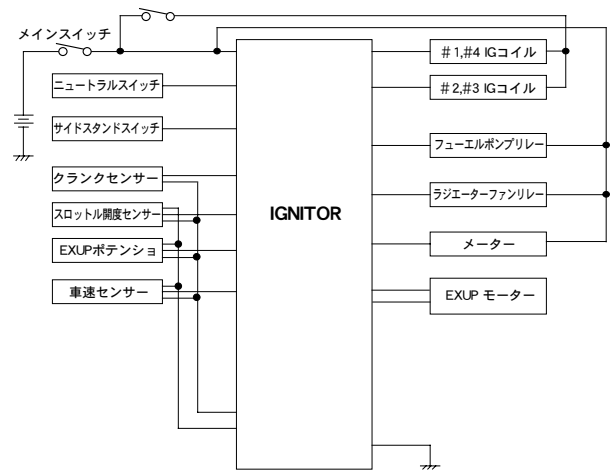 メインスイッチ
ニュートラルスイッチ
サイドスタンドスイッチ
クランクセンサー
スロットル開度センサー
EXUPポテンショ
車速センサー
IGNITOR
#1,#4 IGコイル
#2,#3 IGコイル
フューエルポンプリレー
ラジエーターファンリレー
メーター
EXUP モーター